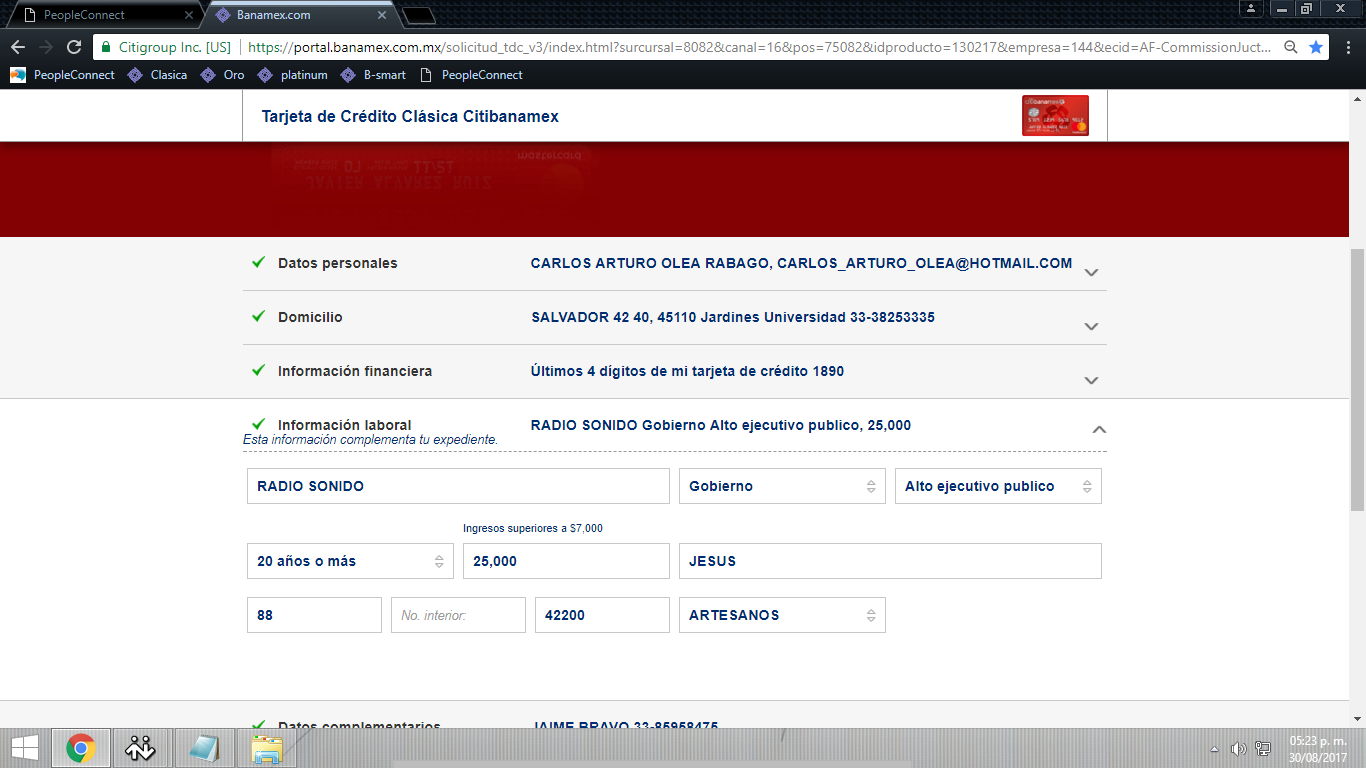 PeopleConnect
Banamex.com
Citigroup Inc. [US]
https://portal.banamex.com.mx/solicitud_tdc_v3/index.html?surcursal=8082&canal=16&pos=75082&idproducto=130217&empresa=144&ecid=AF-CommissionJuct...
PeopleConnect Clasica Oro platinum B-smart PeopleConnect
Tarjeta de Crédito Clásica Citibanamex
mastercard
JAVIER ALVAREZ RUIZ
Datos personales CARLOS ARTURO OLEA RABAGO, CARLOS_ARTURO_OLEA@HOTMAIL.COM
Domicilio SALVADOR 42 40, 45110 Jardines Universidad 33-38253335
Información financiera Últimos 4 dígitos de mi tarjeta de crédito 1890
Información laboral RADIO SONIDO Gobierno Alto ejecutivo publico, 25,000
Esta información complementa tu expediente.
RADIO SONIDO Gobierno Alto ejecutivo publico
Ingresos superiores a $7,000
20 años o más 25,000 JESUS
88 No. interior: 42200 ARTESANOS
Datos complementarios JAIME BRAVO 33-85958475
05:23 p. m.
30/08/2017